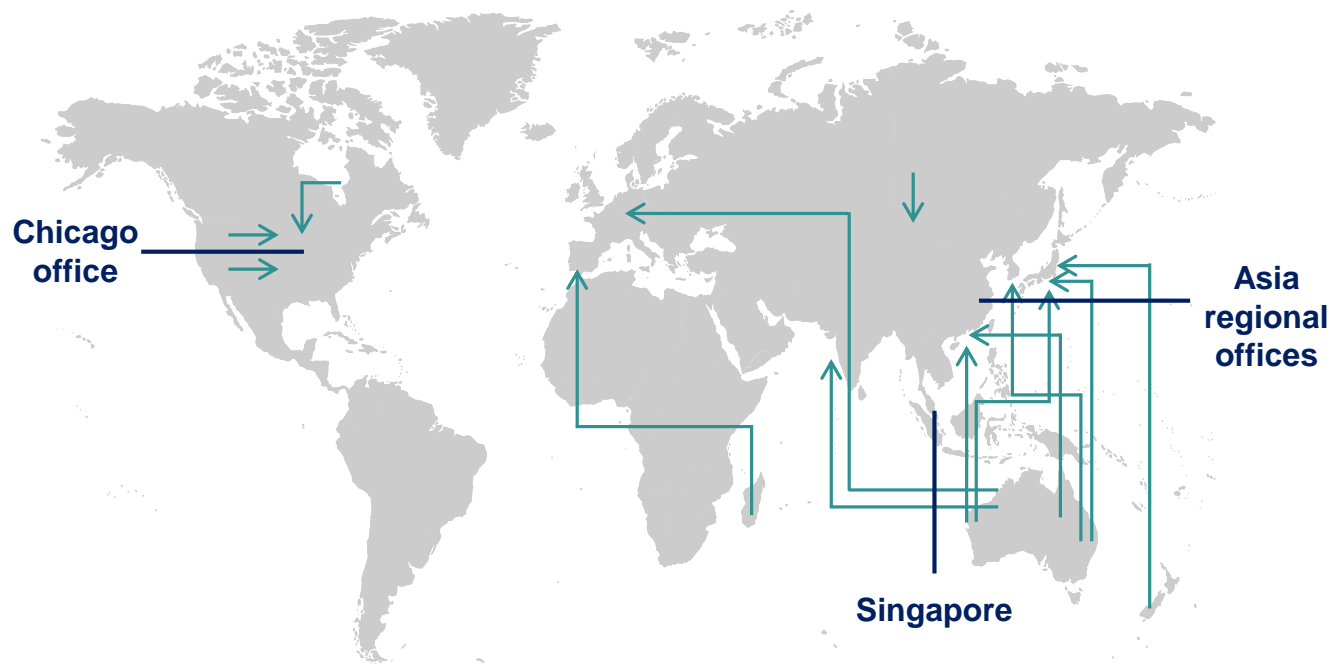 Chicago
office
Asia
regional
offices
Singapore